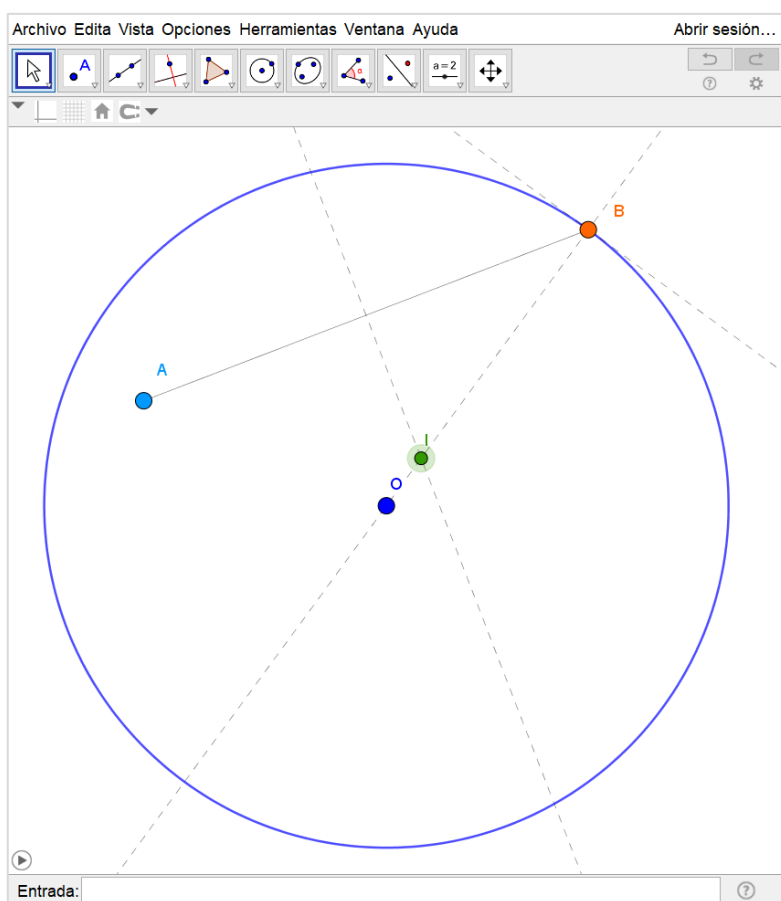 Archivo Edita Vista Opciones Herramientas Ventana Ayuda Abrir sesión...
A α a=2
B
A
I
O
Entrada: